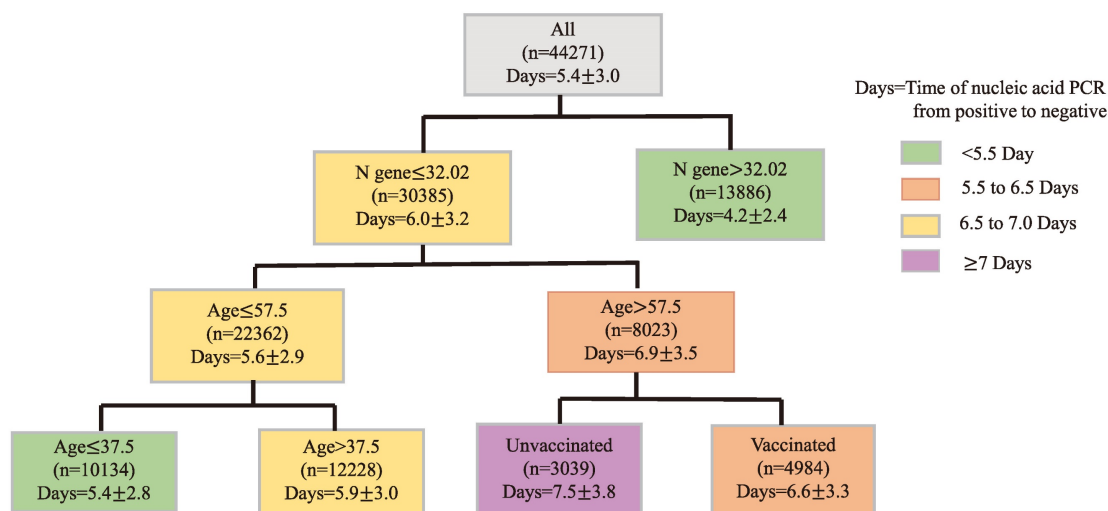 All
(n=44271)
Days=5.4±3.0
Days=Time of nucleic acid PCR
from positive to negative
<5.5 Day
5.5 to 6.5 Days
6.5 to 7.0 Days
≥7 Days
N gene≤32.02
(n=30385)
Days=6.0±3.2
N gene>32.02
(n=13886)
Days=4.2±2.4
Age≤57.5
(n=22362)
Days=5.6±2.9
Age>57.5
(n=8023)
Days=6.9±3.5
Age≤37.5
(n=10134)
Days=5.4±2.8
Age>37.5
(n=12228)
Days=5.9±3.0
Unvaccinated
(n=3039)
Days=7.5±3.8
Vaccinated
(n=4984)
Days=6.6±3.3